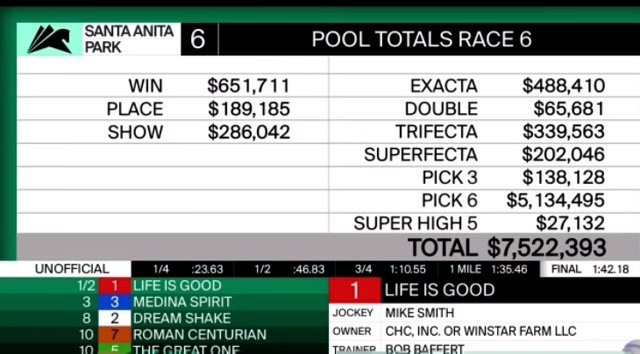 SANTA ANITA PARK 6 POOL TOTALS RACE 6
WIN $651,711
PLACE $189,185
SHOW $286,042
EXACTA $488,410
DOUBLE $65,681
TRIFECTA $339,563
SUPERFECTA $202,046
PICK 3 $138,128
PICK 6 $5,134,495
SUPER HIGH 5 $27,132
TOTAL $7,522,393
UNOFFICIAL 1/4 :23.63 1/2 :46.83 3/4 1:10.55 1 MILE 1:35.46 FINAL 1:42.18
1/2 1 LIFE IS GOOD
3 3 MEDINA SPIRIT
8 2 DREAM SHAKE
10 7 ROMAN CENTURIAN
10 5 THE GREAT ONE
1 LIFE IS GOOD
JOCKEY MIKE SMITH
OWNER CHC, INC. OR WINSTAR FARM LLC
TRAINER BOB BAFFERT